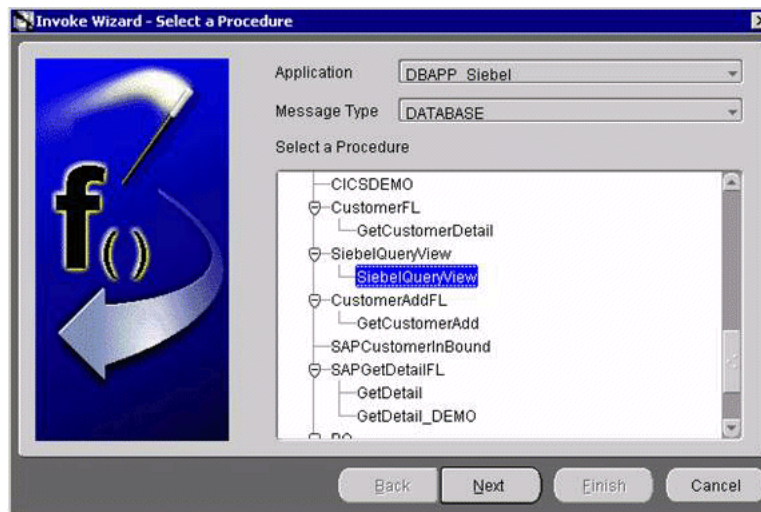 Invoke Wizard - Select a Procedure
Application DBAPP_Siebel
Message Type DATABASE
Select a Procedure
f()
CICSDEMO
CustomerFL
GetCustomerDetail
SiebelQueryView
SiebelQueryView
CustomerAddFL
GetCustomerAdd
SAPCustomerInBound
SAPGetDetailFL
GetDetail
GetDetail_DEMO
Back Next Finish Cancel